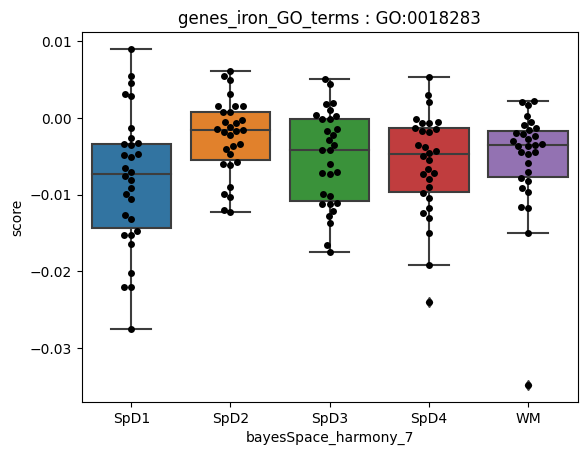 genes_iron_GO_terms : GO:0018283
0.01
0.00
−0.01
−0.02
−0.03
score
SpD1 SpD2 SpD3 SpD4 WM
bayesSpace_harmony_7